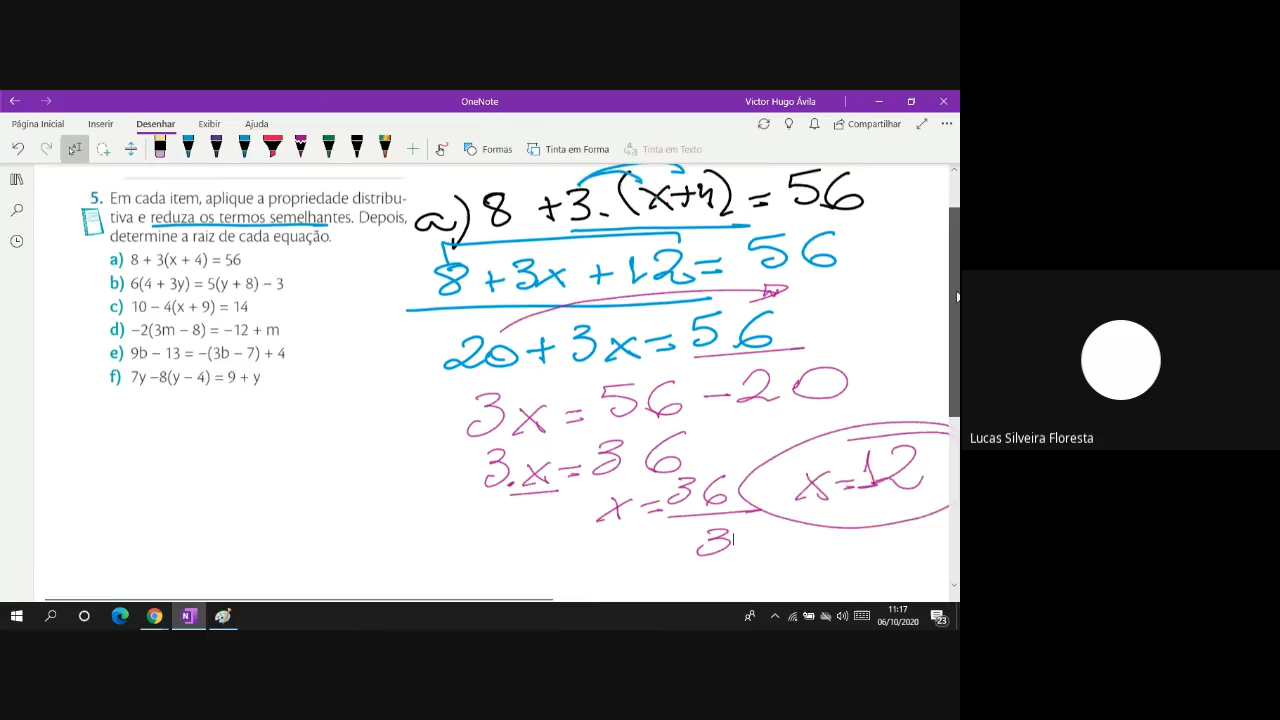 OneNote
Victor Hugo Ávila
Página Inicial Inserir Desenhar Exibir Ajuda
Compartilhar
Formas Tinta em Forma Tinta em Texto
5. Em cada item, aplique a propriedade distribu-
tiva e reduza os termos semelhantes. Depois,
determine a raiz de cada equação.
a) 8 + 3(x + 4) = 56
b) 6(4 + 3y) = 5(y + 8) − 3
c) 10 − 4(x + 9) = 14
d) −2(3m − 8) = −12 + m
e) 9b − 13 = −(3b − 7) + 4
f) 7y −8(y − 4) = 9 + y
a) 8 + 3.(x+4) = 56
8 + 3x + 12 = 56
20 + 3x = 56
3x = 56 − 20
3.x = 36
x = 36
3
x = 12
Lucas Silveira Floresta
11:17
06/10/2020
23